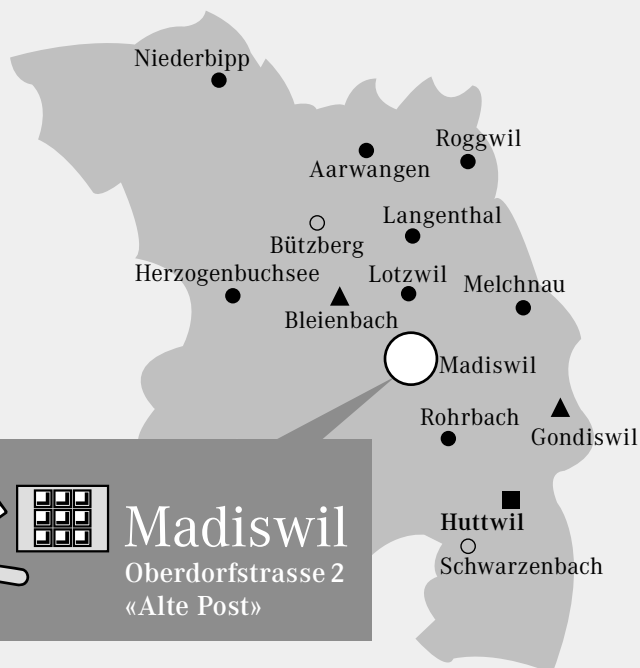 Niederbipp
Roggwil
Aarwangen
Langenthal
Bützberg
Herzogenbuchsee
Lotzwil
Melchnau
Bleienbach
Madiswil
Rohrbach
Gondiswil
Huttwil
Schwarzenbach
Madiswil
Oberdorfstrasse 2
«Alte Post»